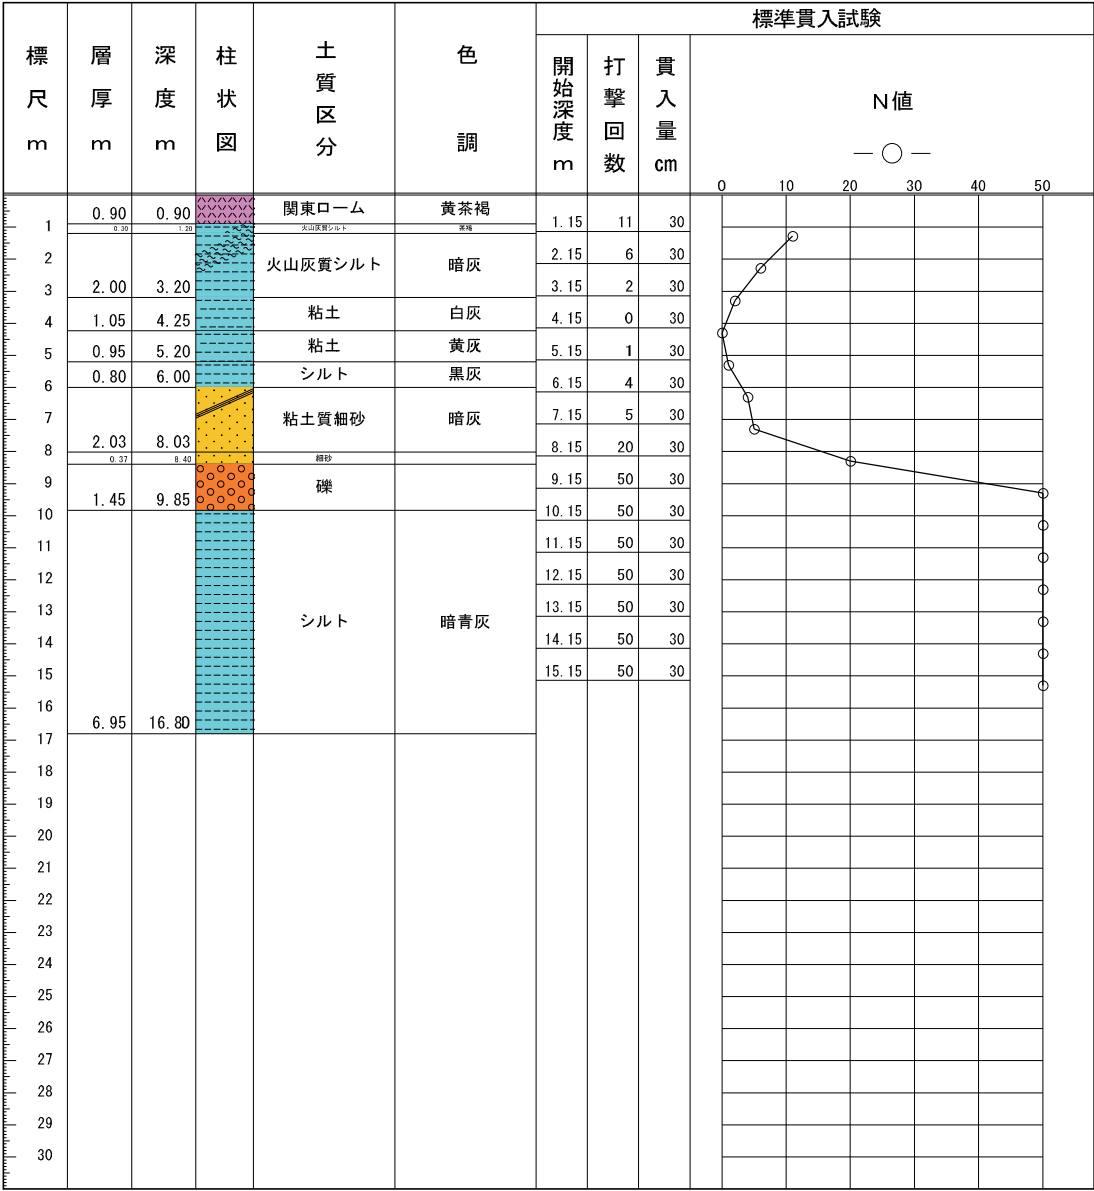 標準貫入試験
標尺 m
層厚 m
深度 m
柱状図
土質区分
色調
開始深度 m
打撃回数
貫入量 cm
N値
0 10 20 30 40 50
0.90 0.90 関東ローム 黄茶褐
0.30 1.20 火山灰質シルト 茶褐
2.00 3.20 火山灰質シルト 暗灰
1.05 4.25 粘土 白灰
0.95 5.20 粘土 黄灰
0.80 6.00 シルト 黒灰
2.03 8.03 粘土質細砂 暗灰
0.37 8.40 細砂
1.45 9.85 礫
6.95 16.80 シルト 暗青灰
1.15 11 30
2.15 6 30
3.15 2 30
4.15 0 30
5.15 1 30
6.15 4 30
7.15 5 30
8.15 20 30
9.15 50 30
10.15 50 30
11.15 50 30
12.15 50 30
13.15 50 30
14.15 50 30
15.15 50 30
1
2
3
4
5
6
7
8
9
10
11
12
13
14
15
16
17
18
19
20
21
22
23
24
25
26
27
28
29
30